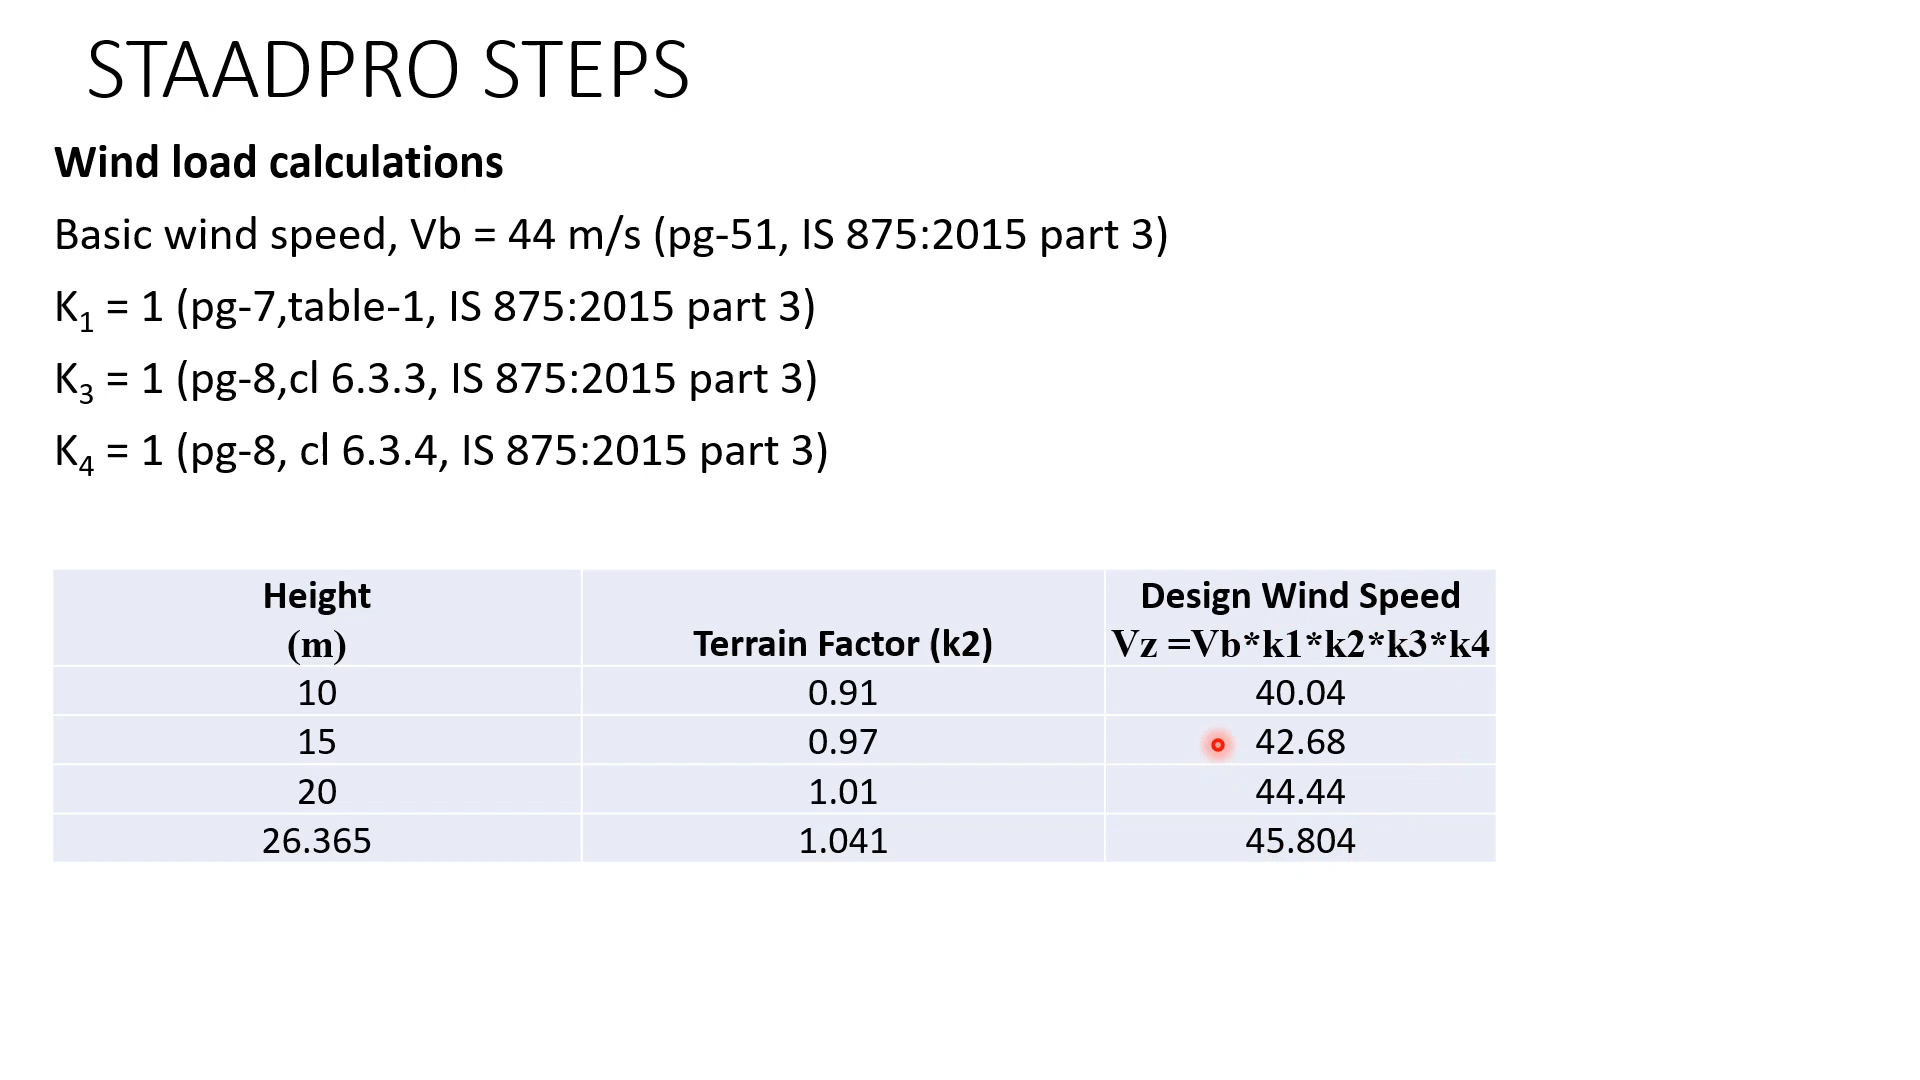 STAADPRO STEPS
Wind load calculations
Basic wind speed, Vb = 44 m/s (pg-51, IS 875:2015 part 3)
K1 = 1 (pg-7,table-1, IS 875:2015 part 3)
K3 = 1 (pg-8,cl 6.3.3, IS 875:2015 part 3)
K4 = 1 (pg-8, cl 6.3.4, IS 875:2015 part 3)
Height (m) Terrain Factor (k2) Design Wind Speed Vz =Vb*k1*k2*k3*k4
10 0.91 40.04
15 0.97 42.68
20 1.01 44.44
26.365 1.041 45.804